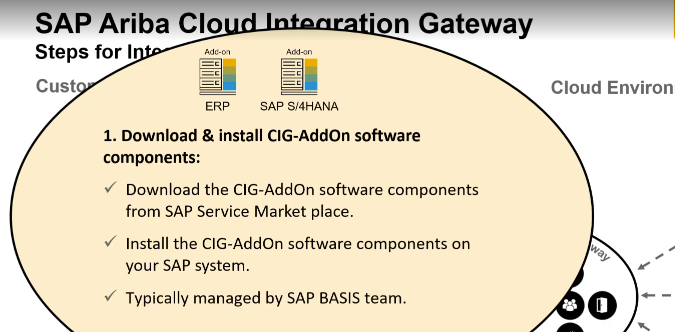 SAP Ariba Cloud Integration Gateway
Steps for
Cloud
Add-on
Add-on
ERP
SAP S/4HANA
1. Download & install CIG-AddOn software
components:
Download the CIG-AddOn software components
from SAP Service Market place.
Install the CIG-AddOn software components on
your SAP system.
Typically managed by SAP BASIS team.